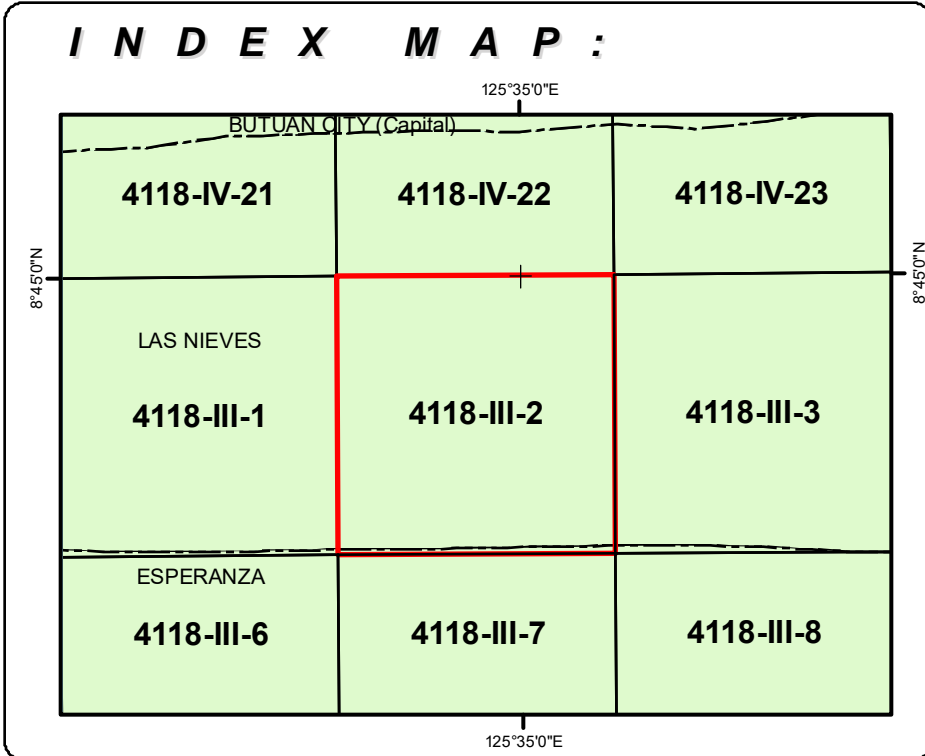 INDEX MAP:
125°35'0"E
BUTUAN CITY (Capital)
4118-IV-21 4118-IV-22 4118-IV-23
8°45'0"N 8°45'0"N
LAS NIEVES
4118-III-1 4118-III-2 4118-III-3
ESPERANZA
4118-III-6 4118-III-7 4118-III-8
125°35'0"E